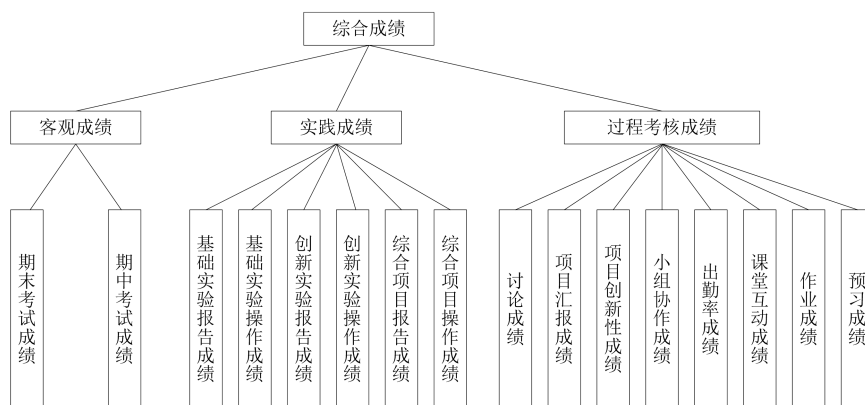 综合成绩
客观成绩
实践成绩
过程考核成绩
期末考试成绩
期中考试成绩
基础实验报告成绩
基础实验操作成绩
创新实验报告成绩
创新实验操作成绩
综合项目报告成绩
综合项目操作成绩
讨论成绩
项目汇报成绩
项目创新性成绩
小组协作成绩
出勤率成绩
课堂互动成绩
作业成绩
预习成绩